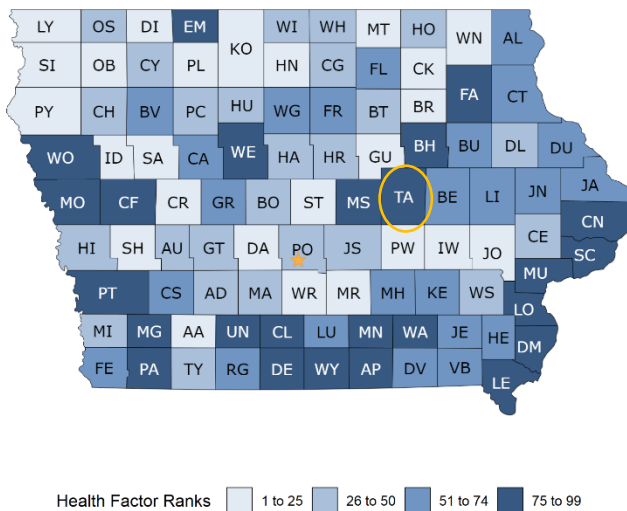 LY OS DI EM KO WI WH MT HO WN AL
SI OB CY PL HN CG FL CK FA CT
PY CH BV PC HU WG FR BT BR
WO ID SA CA WE HA HR GU BH BU DL DU
MO CF CR GR BO ST MS TA BE LI JN JA
CN
HI SH AU GT DA PO JS PW IW JO CE SC
MU
PT CS AD MA WR MR MH KE WS LO
MI MG AA UN CL LU MN WA JE HE DM
FE PA TY RG DE WY AP DV VB LE
Health Factor Ranks 1 to 25 26 to 50 51 to 74 75 to 99